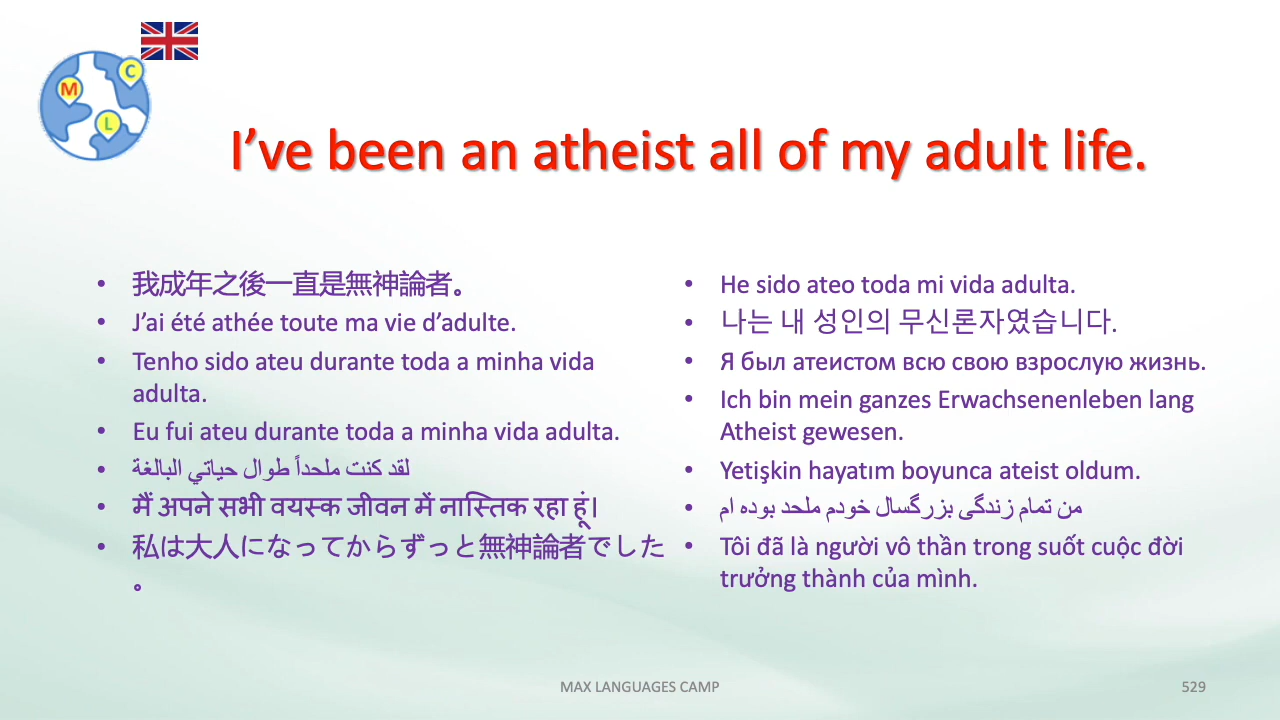 M
C
L
I’ve been an atheist all of my adult life.
• 我成年之後一直是無神論者。
• J’ai été athée toute ma vie d’adulte.
• Tenho sido ateu durante toda a minha vida
adulta.
• Eu fui ateu durante toda a minha vida adulta.
• لقد كنت ملحداً طوال حياتي البالغة
• मैं अपने सभी वयस्क जीवन में नास्तिक रहा हूं।
• 私は大人になってからずっと無神論者でした
。
• He sido ateo toda mi vida adulta.
• 나는 내 성인의 무신론자였습니다.
• Я был атеистом всю свою взрослую жизнь.
• Ich bin mein ganzes Erwachsenenleben lang
Atheist gewesen.
• Yetişkin hayatım boyunca ateist oldum.
• من تمام زندگی بزرگسال خودم ملحد بوده ام
• Tôi đã là người vô thần trong suốt cuộc đời
trưởng thành của mình.
MAX LANGUAGES CAMP
529